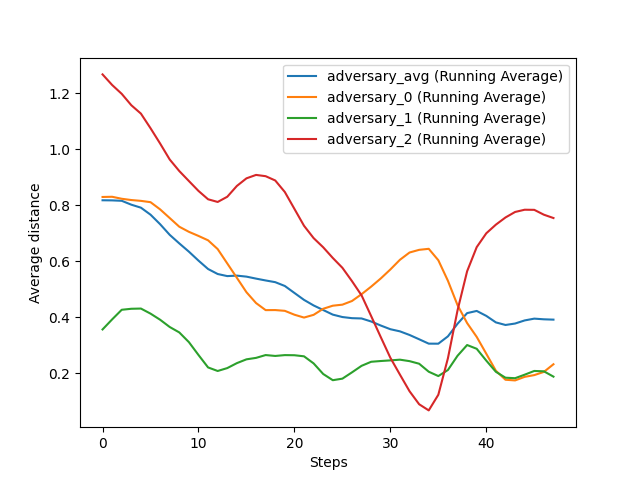 adversary_avg (Running Average)
adversary_0 (Running Average)
adversary_1 (Running Average)
adversary_2 (Running Average)
1.2
1.0
0.8
0.6
0.4
0.2
Average distance
0 10 20 30 40
Steps